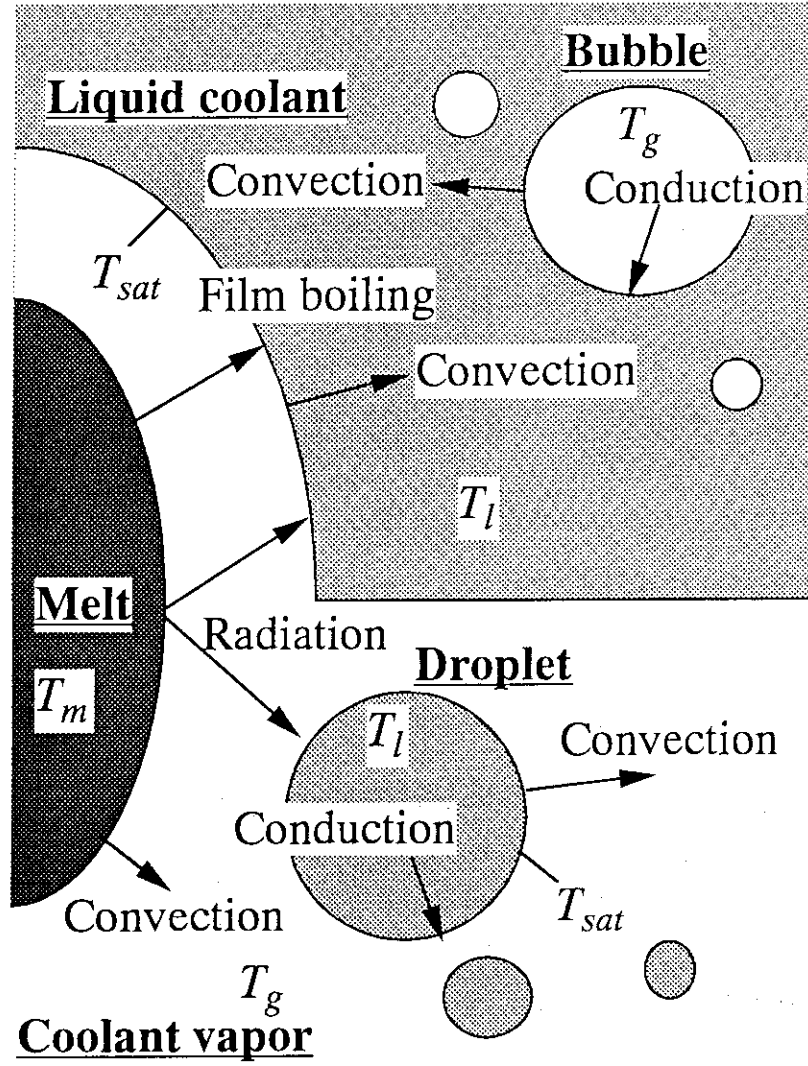 Bubble
Liquid coolant
T_g
Convection
Conduction
T_sat
Film boiling
Convection
T_l
Melt
Radiation
T_m
Droplet
T_l
Convection
Conduction
Convection
T_sat
T_g
Coolant vapor